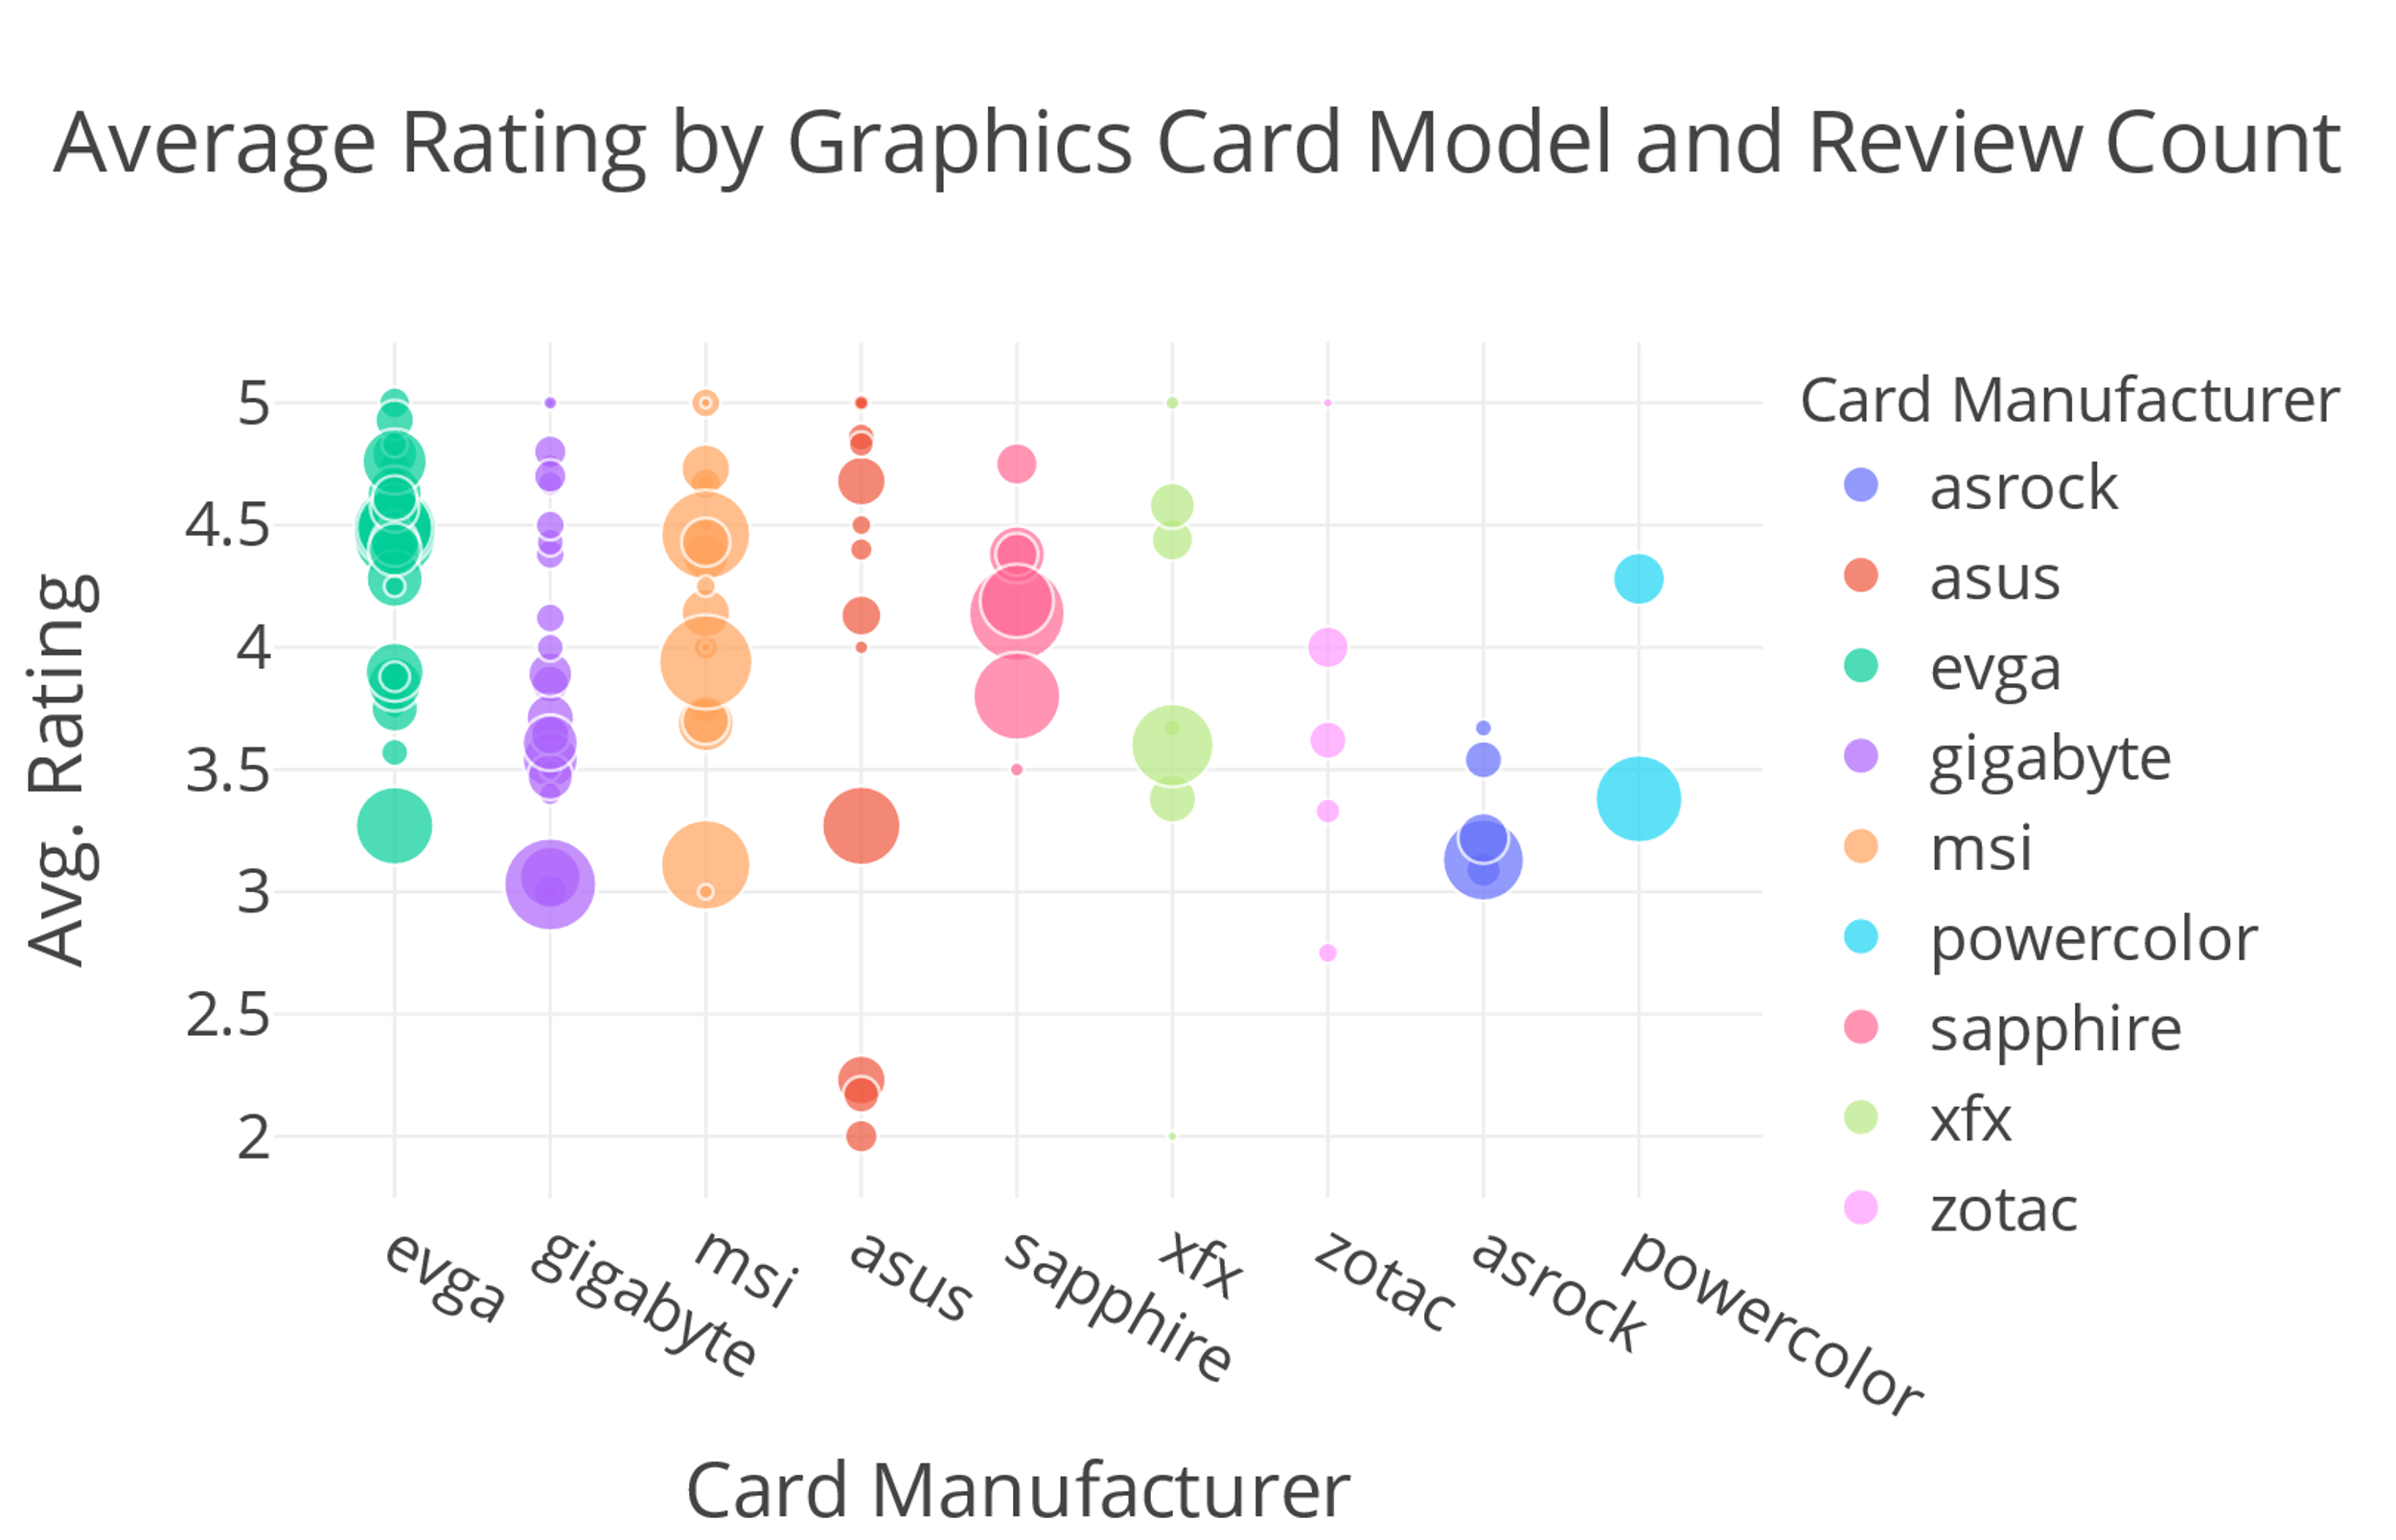 Average Rating by Graphics Card Model and Review Count
Avg. Rating
5
4.5
4
3.5
3
2.5
2
evga
gigabyte
msi
asus
sapphire
xfx
zotac
asrock
powercolor
Card Manufacturer
Card Manufacturer
asrock
asus
evga
gigabyte
msi
powercolor
sapphire
xfx
zotac